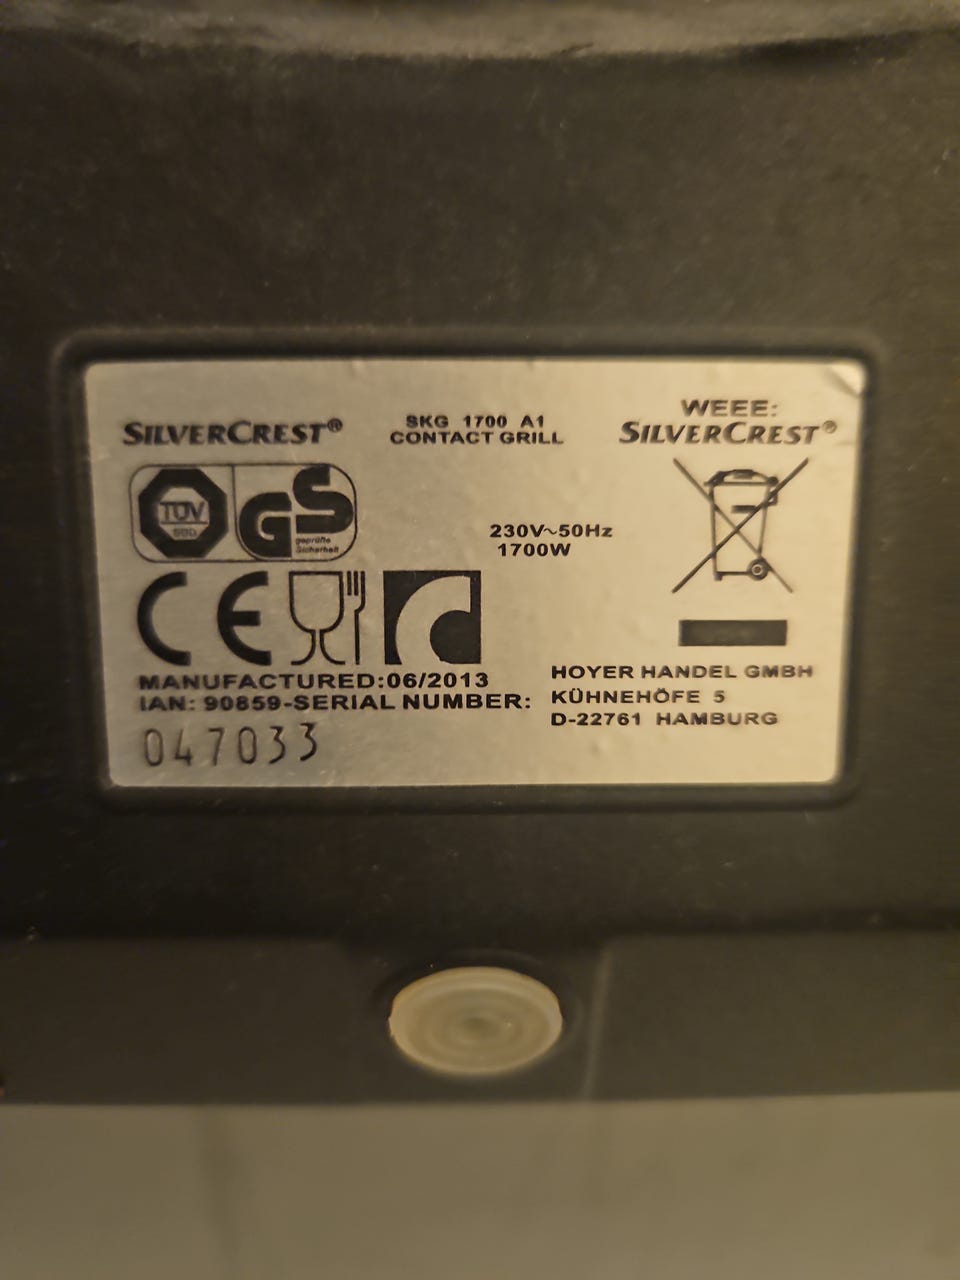 SILVERCREST®
SKG 1700 A1
CONTACT GRILL
WEEE:
SILVERCREST®
TÜV
SÜD
GS
geprüfte
Sicherheit
230V~50Hz
1700W
CE
MANUFACTURED:06/2013
IAN: 90859-SERIAL NUMBER:
047033
HOYER HANDEL GMBH
KÜHNEHÖFE 5
D-22761 HAMBURG